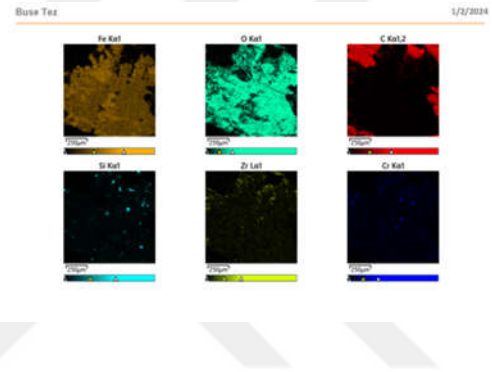 Buse Tez 1/2/2024
Fe Kα1 O Kα1 C Kα1,2
250µm 250µm 250µm
Si Kα1 Zr Lα1 Cr Kα1
250µm 250µm 250µm